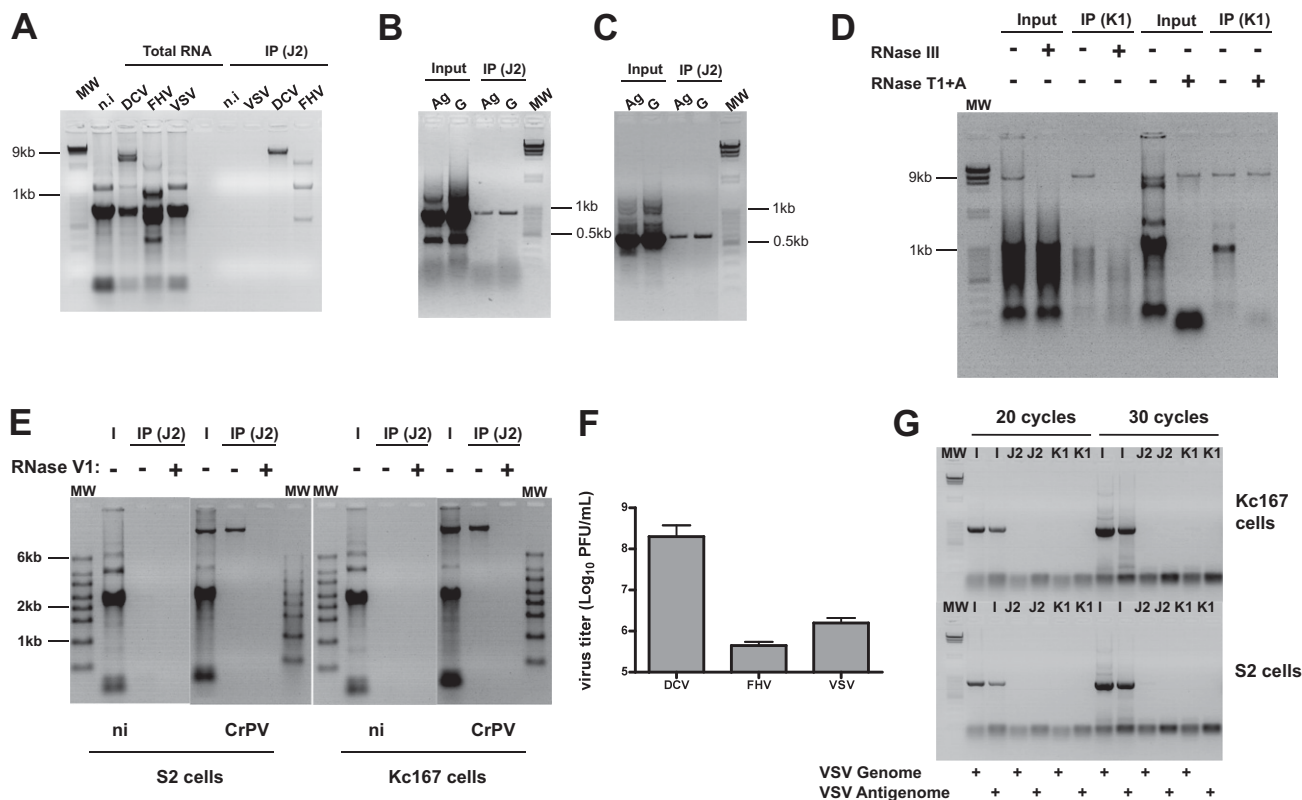 A
Total RNA
IP (J2)
MW
n.i
DCV
FHV
VSV
n.i
VSV
DCV
FHV
9kb
1kb
B
Input
IP (J2)
Ag
G
Ag
G
MW
1kb
0.5kb
C
Input
IP (J2)
Ag
G
Ag
G
MW
1kb
0.5kb
D
Input
IP (K1)
Input
IP (K1)
RNase III
- + - + - - - -
RNase T1+A
- - - - - + - +
MW
9kb
1kb
E
I
IP (J2)
I
IP (J2)
I
IP (J2)
I
IP (J2)
RNase V1:
- - + - - + - - + - - +
MW
MW
MW
MW
6kb
2kb
1kb
ni
CrPV
ni
CrPV
S2 cells
Kc167 cells
F
virus titer (Log10 PFU/mL)
9
8
7
6
5
DCV
FHV
VSV
G
20 cycles
30 cycles
MW I I J2 J2 K1 K1 I I J2 J2 K1 K1
Kc167
cells
MW I I J2 J2 K1 K1 I I J2 J2 K1 K1
S2 cells
VSV Genome + + + + + +
VSV Antigenome + + + + + +